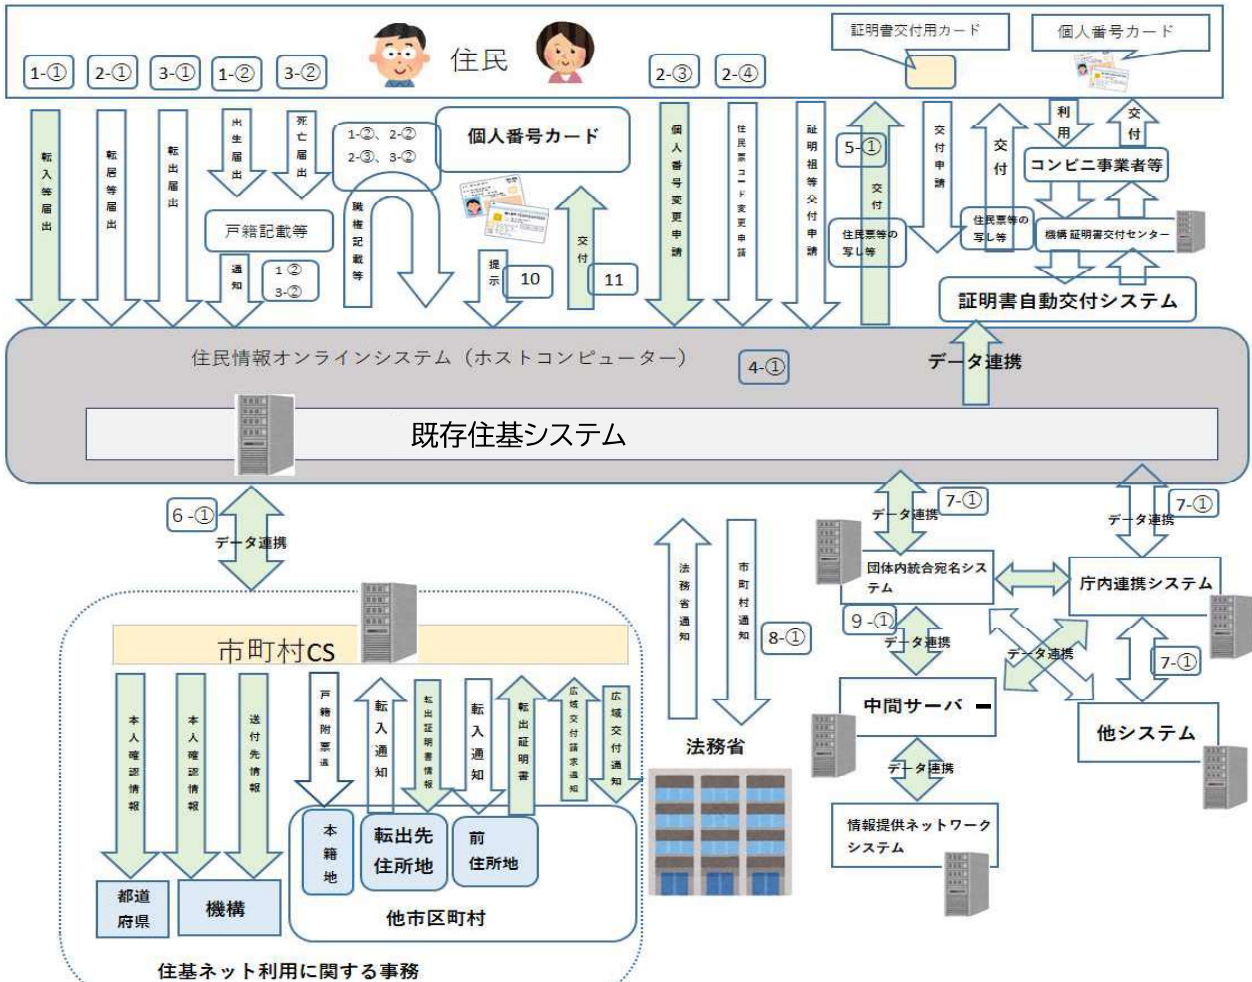 住民
証明書交付用カード
個人番号カード
1-①
2-①
3-①
1-②
3-②
2-③
2-④
転入等届出
転居等届出
転出届出
出生届出
死亡届出
戸籍記載等
通知
1②
3-②
1-②、2-②
2-③、3-②
職権記載等
個人番号カード
提示
10
交付
11
個人番号変更申請
住民票コード変更申請
証明祖等交付申請
5-①
交付
住民票等の
写し等
交付申請
交付
住民票等の
写し等
利用
交付
コンビニ事業者等
機構 証明書交付センター
証明書自動交付システム
住民情報オンラインシステム（ホストコンピューター）
4-①
データ連携
既存住基システム
6-①
データ連携
市町村CS
本人確認情報
本人確認情報
送付先情報
戸籍附票通
転入通知
転出証明書情報
転入通知
転出証明書
広域交付請求通知
広域交付通知
都道
府県
機構
本籍地
転出先
住所地
前
住所地
他市区町村
住基ネット利用に関する事務
法務省通知
市町村通知
8-①
法務省
データ連携
7-①
データ連携
7-①
団体内統合宛名シス
テム
庁内連携システム
9-①
データ連携
データ連携
7-①
中間サーバー
他システム
データ連携
情報提供ネットワーク
システム